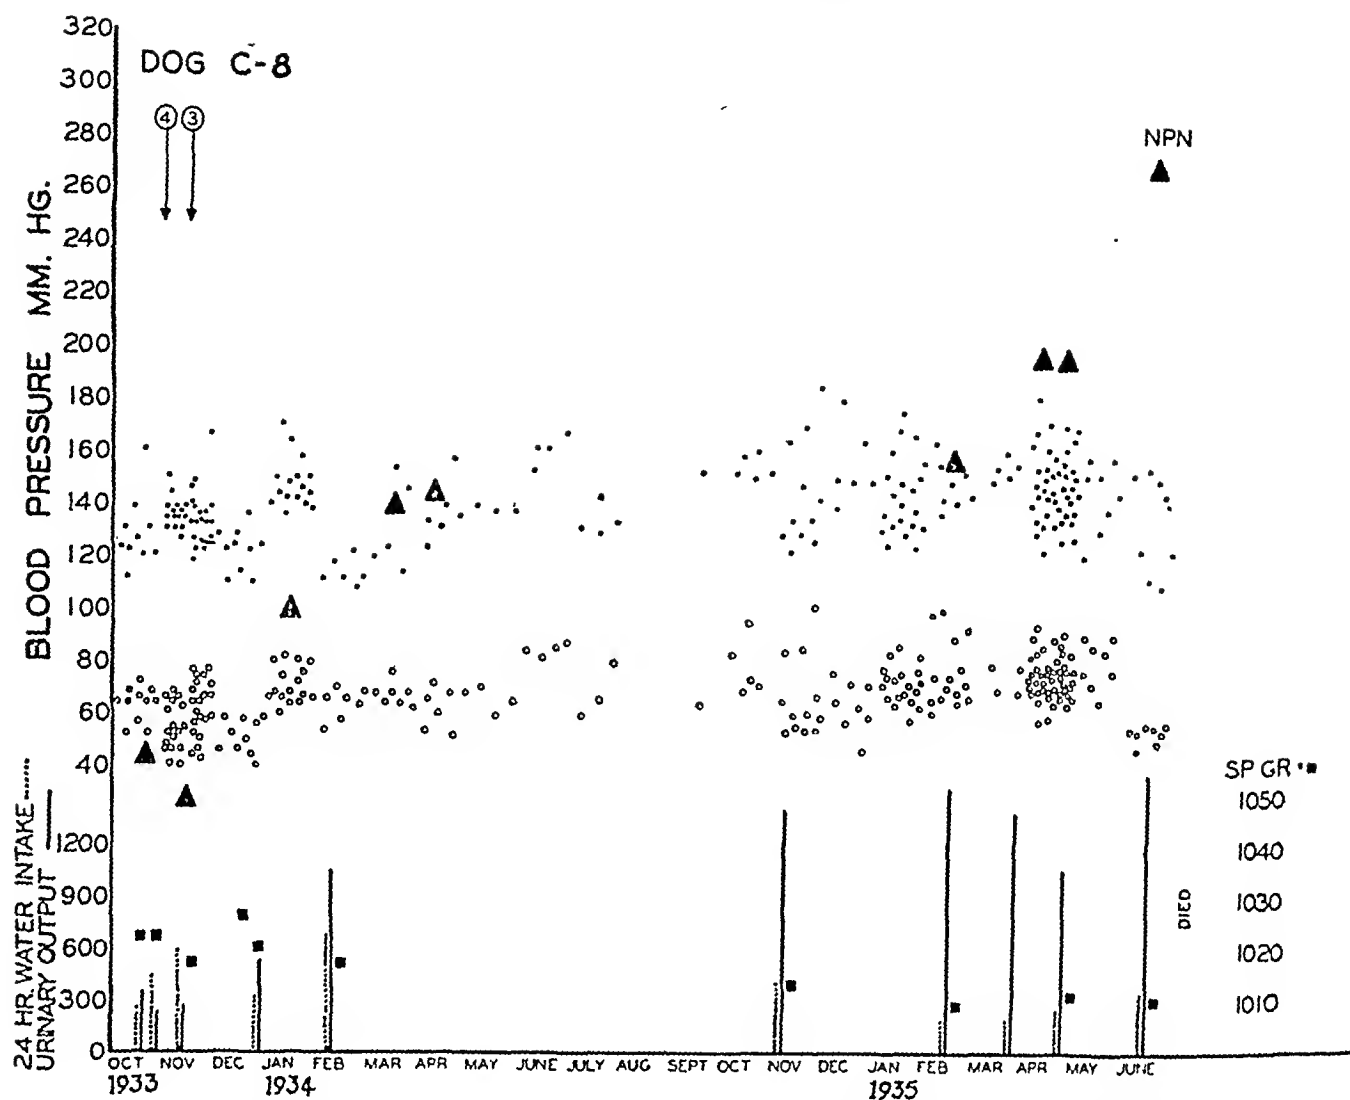 DOG C-8
④ ③
NPN
BLOOD PRESSURE MM. HG.
320
300
280
260
240
220
200
180
160
140
120
100
80
60
40
24 HR. WATER INTAKE
URINARY OUTPUT
1200
900
600
300
0
SP GR
1050
1040
1030
1020
1010
DIED
OCT NOV DEC JAN FEB MAR APR MAY JUNE JULY AUG SEPT OCT NOV DEC JAN FEB MAR APR MAY JUNE
1933 1934 1935